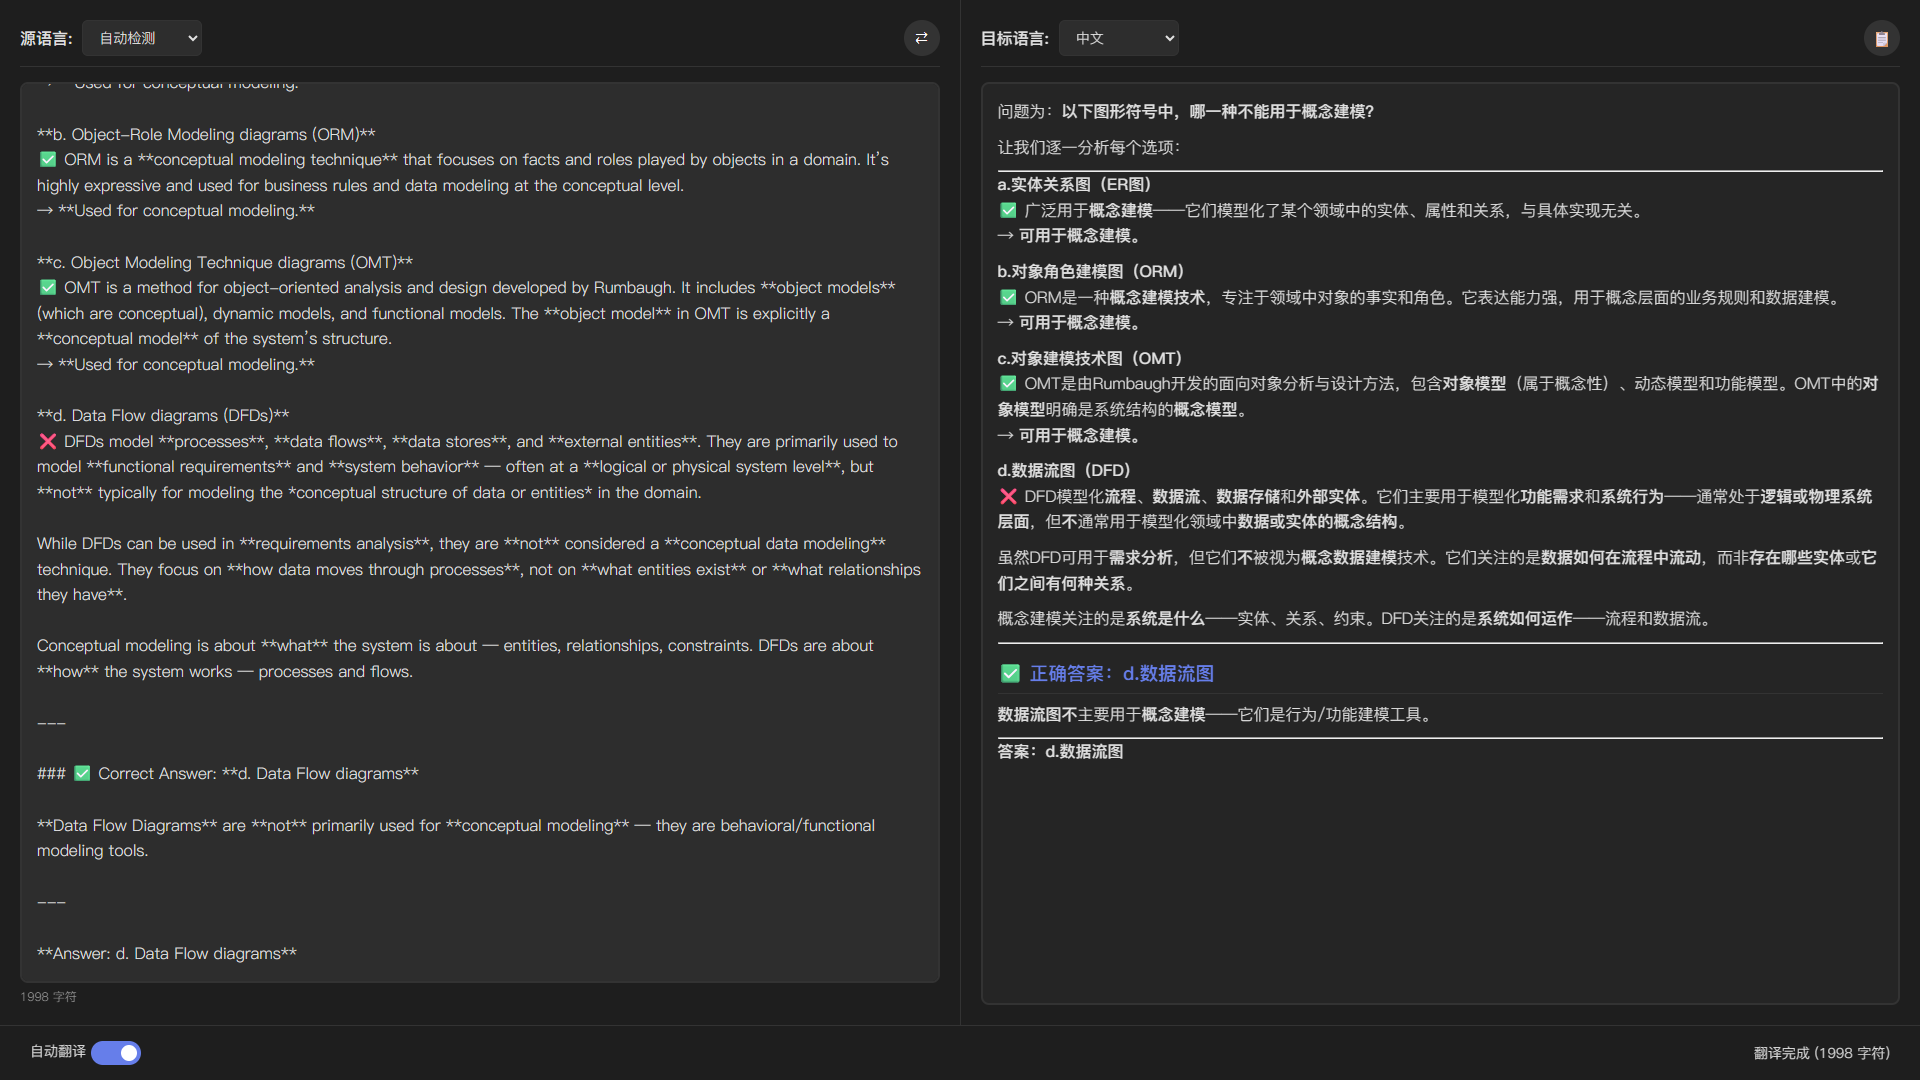 源语言:
自动检测
⇄
→ **Used for conceptual modeling.**
**b. Object-Role Modeling diagrams (ORM)**
✅ ORM is a **conceptual modeling technique** that focuses on facts and roles played by objects in a domain. It's
highly expressive and used for business rules and data modeling at the conceptual level.
→ **Used for conceptual modeling.**
**c. Object Modeling Technique diagrams (OMT)**
✅ OMT is a method for object-oriented analysis and design developed by Rumbaugh. It includes **object models**
(which are conceptual), dynamic models, and functional models. The **object model** in OMT is explicitly a
**conceptual model** of the system's structure.
→ **Used for conceptual modeling.**
**d. Data Flow diagrams (DFDs)**
❌ DFDs model **processes**, **data flows**, **data stores**, and **external entities**. They are primarily used to
model **functional requirements** and **system behavior** — often at a **logical or physical system level**, but
**not** typically for modeling the *conceptual structure of data or entities* in the domain.
While DFDs can be used in **requirements analysis**, they are **not** considered a **conceptual data modeling**
technique. They focus on **how data moves through processes**, not on **what entities exist** or **what relationships
they have**.
Conceptual modeling is about **what** the system is about — entities, relationships, constraints. DFDs are about
**how** the system works — processes and flows.
---
### ✅ Correct Answer: **d. Data Flow diagrams**
**Data Flow Diagrams** are **not** primarily used for **conceptual modeling** — they are behavioral/functional
modeling tools.
---
**Answer: d. Data Flow diagrams**
1998 字符
自动翻译
目标语言:
中文
问题为：以下图形符号中，哪一种不能用于概念建模？
让我们逐一分析每个选项：
a.实体关系图（ER图）
✅ 广泛用于概念建模——它们模型化了某个领域中的实体、属性和关系，与具体实现无关。
→ 可用于概念建模。
b.对象角色建模图（ORM）
✅ ORM是一种概念建模技术，专注于领域中对象的事实和角色。它表达能力强，用于概念层面的业务规则和数据建模。
→ 可用于概念建模。
c.对象建模技术图（OMT）
✅ OMT是由Rumbaugh开发的面向对象分析与设计方法，包含对象模型（属于概念性）、动态模型和功能模型。OMT中的对
象模型明确是系统结构的概念模型。
→ 可用于概念建模。
d.数据流图（DFD）
❌ DFD模型化流程、数据流、数据存储和外部实体。它们主要用于模型化功能需求和系统行为——通常处于逻辑或物理系统
层面，但不通常用于模型化领域中数据或实体的概念结构。
虽然DFD可用于需求分析，但它们不被视为概念数据建模技术。它们关注的是数据如何在流程中流动，而非存在哪些实体或它
们之间有何种关系。
概念建模关注的是系统是什么——实体、关系、约束。DFD关注的是系统如何运作——流程和数据流。
✅ 正确答案：d.数据流图
数据流图不主要用于概念建模——它们是行为/功能建模工具。
答案：d.数据流图
翻译完成 (1998 字符)